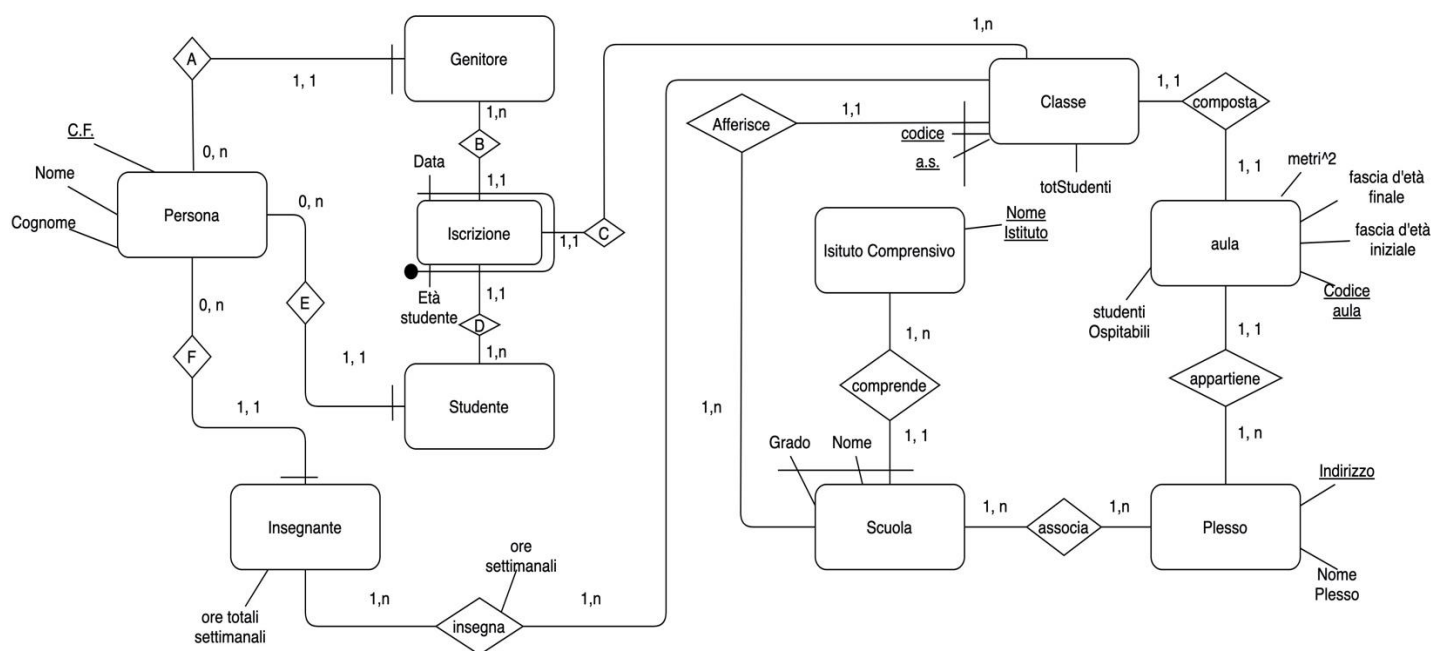 1,n
A
Genitore
1, 1
1, 1
Classe
composta
Afferisce
1,1
C.F.
1,n
codice
B
0, n
Data
a.s.
metri^2
Nome
1,1
1, 1
fascia d'età
finale
totStudenti
0, n
Persona
Nome
Istituto
Cognome
Iscrizione
C
1,1
Isituto Comprensivo
aula
fascia d'età
iniziale
0, n
E
1,1
Età
studente
studenti
Ospitabili
Codice
aula
D
1, n
1, 1
F
1, 1
1,n
comprende
appartiene
1,n
Studente
1, 1
Grado
Nome
1, 1
1, n
Indirizzo
Insegnante
Scuola
1, n
associa
1,n
Plesso
ore
settimanali
Nome
Plesso
ore totali
settimanali
1,n
insegna
1,n